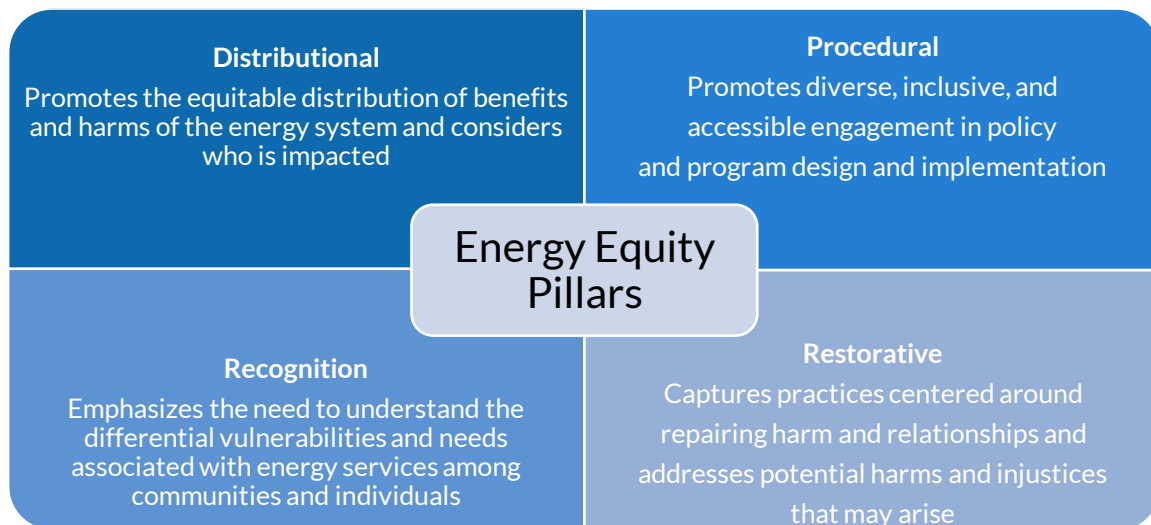 Distributional
Promotes the equitable distribution of benefits
and harms of the energy system and considers
who is impacted
Procedural
Promotes diverse, inclusive, and
accessible engagement in policy
and program design and implementation
Energy Equity
Pillars
Recognition
Emphasizes the need to understand the
differential vulnerabilities and needs
associated with energy services among
communities and individuals
Restorative
Captures practices centered around
repairing harm and relationships and
addresses potential harms and injustices
that may arise